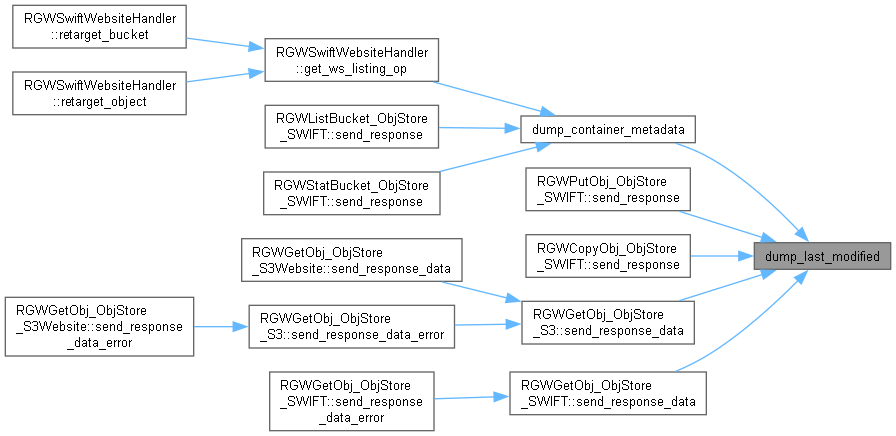 RGWSwiftWebsiteHandler
::retarget_bucket
RGWSwiftWebsiteHandler
::retarget_object
RGWSwiftWebsiteHandler
::get_ws_listing_op
RGWListBucket_ObjStore
_SWIFT::send_response
RGWStatBucket_ObjStore
_SWIFT::send_response
dump_container_metadata
RGWPutObj_ObjStore
_SWIFT::send_response
RGWCopyObj_ObjStore
_SWIFT::send_response
dump_last_modified
RGWGetObj_ObjStore
_S3Website::send_response_data
RGWGetObj_ObjStore
_S3Website::send_response
_data_error
RGWGetObj_ObjStore
_S3::send_response_data_error
RGWGetObj_ObjStore
_S3::send_response_data
RGWGetObj_ObjStore
_SWIFT::send_response
_data_error
RGWGetObj_ObjStore
_SWIFT::send_response_data